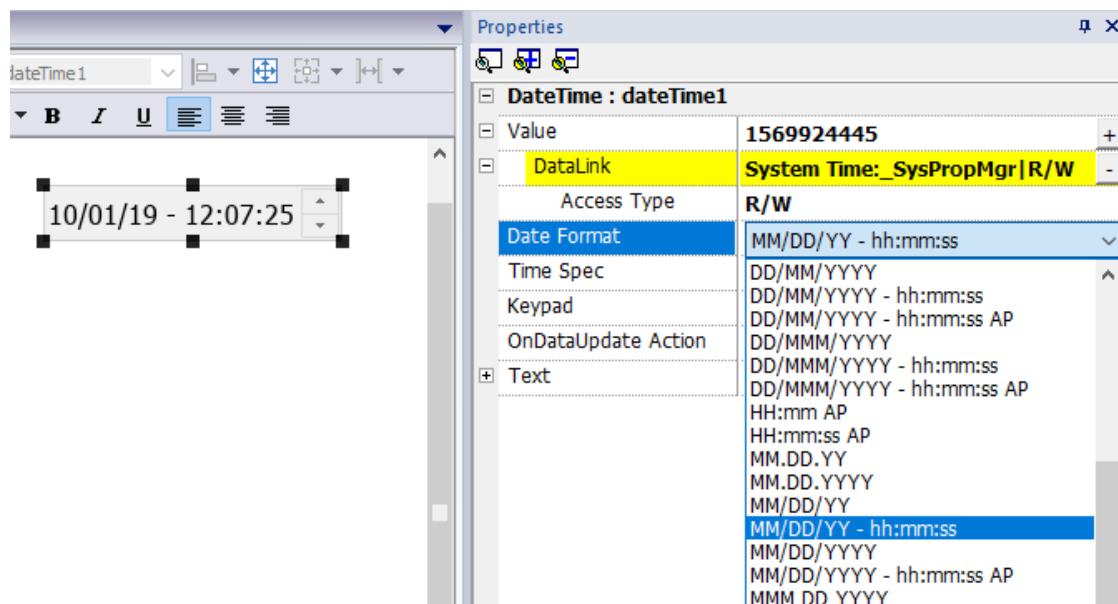 Properties
dateTime1
B I U
10/01/19 - 12:07:25
DateTime : dateTime1
Value 1569924445 +
DataLink System Time:_SysPropMgr|R/W -
Access Type R/W
Date Format MM/DD/YY - hh:mm:ss
Time Spec
Keypad
OnDataUpdate Action
Text
DD/MM/YYYY
DD/MM/YYYY - hh:mm:ss
DD/MM/YYYY - hh:mm:ss AP
DD/MMM/YYYY
DD/MMM/YYYY - hh:mm:ss
DD/MMM/YYYY - hh:mm:ss AP
HH:mm AP
HH:mm:ss AP
MM.DD.YY
MM.DD.YYYY
MM/DD/YY
MM/DD/YY - hh:mm:ss
MM/DD/YYYY
MM/DD/YYYY - hh:mm:ss AP
MMM DD YYYY